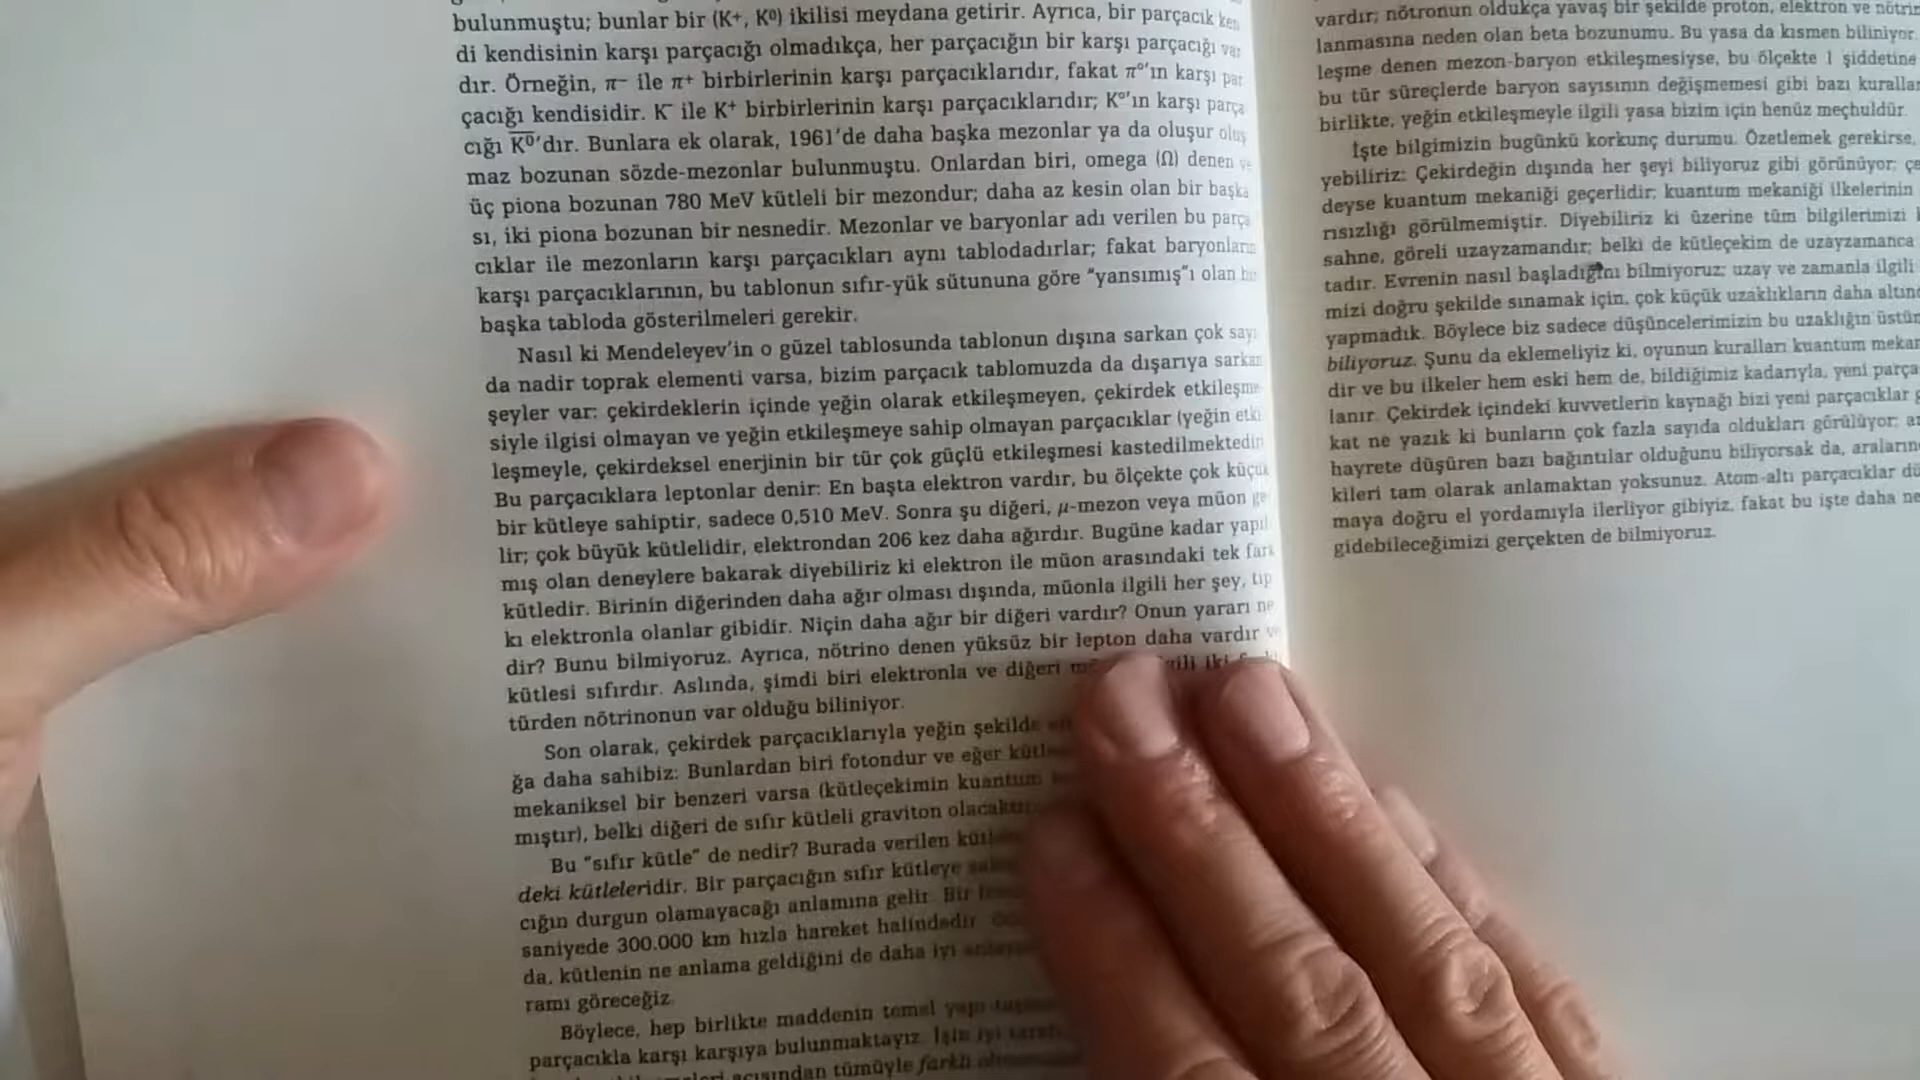 bulunmuştu; bunlar bir (K⁺, K⁰) ikilisi meydana getirir. Ayrıca, bir parçacık ken
di kendisinin karşı parçacığı olmadıkça, her parçacığın bir karşı parçacığı var
dır. Örneğin, π⁻ ile π⁺ birbirlerinin karşı parçacıklarıdır, fakat π°'ın karşı par
çacığı kendisidir. K⁻ ile K⁺ birbirlerinin karşı parçacıklarıdır; K°'ın karşı parça
cığı K̅⁰'dır. Bunlara ek olarak, 1961'de daha başka mezonlar ya da oluşur oluş
maz bozunan sözde-mezonlar bulunmuştu. Onlardan biri, omega (Ω) denen ve
üç piona bozunan 780 MeV kütleli bir mezondur; daha az kesin olan bir başka
sı, iki piona bozunan bir nesnedir. Mezonlar ve baryonlar adı verilen bu parça
cıklar ile mezonların karşı parçacıkları aynı tablodadırlar; fakat baryonların
karşı parçacıklarının, bu tablonun sıfır-yük sütununa göre "yansımış"ı olan bir
başka tabloda gösterilmeleri gerekir.
Nasıl ki Mendeleyev'in o güzel tablosunda tablonun dışına sarkan çok sayı
da nadir toprak elementi varsa, bizim parçacık tablomuzda da dışarıya sarkan
şeyler var: çekirdeklerin içinde yeğin olarak etkileşmeyen, çekirdek etkileşme
siyle ilgisi olmayan ve yeğin etkileşmeye sahip olmayan parçacıklar (yeğin etki
leşmeyle, çekirdeksel enerjinin bir tür çok güçlü etkileşmesi kastedilmektedir
Bu parçacıklara leptonlar denir: En başta elektron vardır, bu ölçekte çok küçük
bir kütleye sahiptir, sadece 0,510 MeV. Sonra şu diğeri, μ-mezon veya müon ge
lir; çok büyük kütlelidir, elektrondan 206 kez daha ağırdır. Bugüne kadar yapıl
mış olan deneylere bakarak diyebiliriz ki elektron ile müon arasındaki tek fark
kütledir. Birinin diğerinden daha ağır olması dışında, müonla ilgili her şey, tıp
kı elektronla olanlar gibidir. Niçin daha ağır bir diğeri vardır? Onun yararı ne
dir? Bunu bilmiyoruz. Ayrıca, nötrino denen yüksüz bir lepton daha vardır ve
kütlesi sıfırdır. Aslında, şimdi biri elektronla ve diğeri iki
türden nötrinonun var olduğu biliniyor.
Son olarak, çekirdek parçacıklarıyla yeğin şekilde
ğa daha sahibiz: Bunlardan biri fotondur ve eğer
mekaniksel bir benzeri varsa (kütleçekimin kuantum
mıştır), belki diğeri de sıfır kütleli graviton olacaktır
Bu "sıfır kütle" de nedir? Burada verilen
deki kütleleridir. Bir parçacığın sıfır kütleye
cığın durgun olamayacağı anlamına gelir. Bir
saniyede 300.000 km hızla hareket halindedir.
da, kütlenin ne anlama geldiğini de daha iyi
ramı göreceğiz.
Böylece, hep birlikte maddenin temel yapı
parçacıkla karşı karşıya bulunmaktayız. İşin iyi
açısından tümüyle farklı
vardır; nötronun oldukça yavaş bir şekilde proton, elektron ve nötrin
lanmasına neden olan beta bozunumu. Bu yasa da kısmen biliniyor.
leşme denen mezon-baryon etkileşmesiyse, bu ölçekte 1 şiddetine
bu tür süreçlerde baryon sayısının değişmemesi gibi bazı kurallar
birlikte, yeğin etkileşmeyle ilgili yasa bizim için henüz meçhuldür.
İşte bilgimizin bugünkü korkunç durumu. Özetlemek gerekirse,
yebiliriz: Çekirdeğin dışında her şeyi biliyoruz gibi görünüyor; çe
deyse kuantum mekaniği geçerlidir; kuantum mekaniği ilkelerinin
rısızlığı görülmemiştir. Diyebiliriz ki üzerine tüm bilgilerimizi
sahne, göreli uzayzamandır; belki de kütleçekim de uzayzamanca
tadır. Evrenin nasıl başladığını bilmiyoruz; uzay ve zamanla ilgili
mizi doğru şekilde sınamak için, çok küçük uzaklıkların daha altınd
yapmadık. Böylece biz sadece düşüncelerimizin bu uzaklığın üstün
biliyoruz. Şunu da eklemeliyiz ki, oyunun kuralları kuantum mekan
dir ve bu ilkeler hem eski hem de, bildiğimiz kadarıyla, yeni parça
lanır. Çekirdek içindeki kuvvetlerin kaynağı bizi yeni parçacıklar
kat ne yazık ki bunların çok fazla sayıda oldukları görülüyor; ar
hayrete düşüren bazı bağıntılar olduğunu biliyorsak da, aralarınd
kileri tam olarak anlamaktan yoksunuz. Atom-altı parçacıklar dü
maya doğru el yordamıyla ilerliyor gibiyiz, fakat bu işte daha ne
gidebileceğimizi gerçekten de bilmiyoruz.